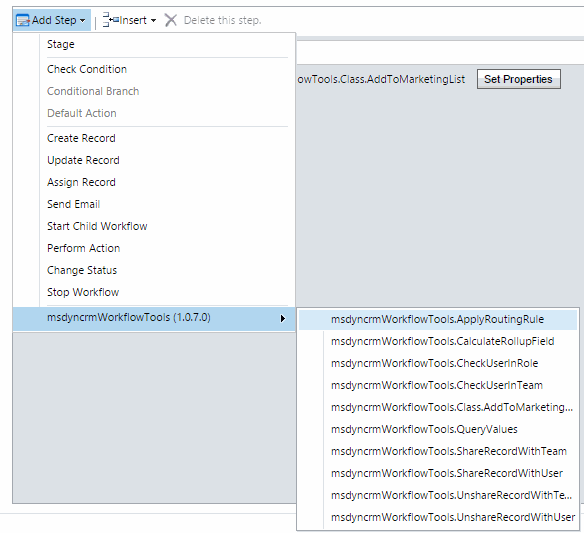 Add Step Insert Delete this step.
Stage
Check Condition
owTools.Class.AddToMarketingList Set Properties
Conditional Branch
Default Action
Create Record
Update Record
Assign Record
Send Email
Start Child Workflow
Perform Action
Change Status
Stop Workflow
msdyncrmWorkflowTools (1.0.7.0)
msdyncrmWorkflowTools.ApplyRoutingRule
msdyncrmWorkflowTools.CalculateRollupField
msdyncrmWorkflowTools.CheckUserInRole
msdyncrmWorkflowTools.CheckUserInTeam
msdyncrmWorkflowTools.Class.AddToMarketing...
msdyncrmWorkflowTools.QueryValues
msdyncrmWorkflowTools.ShareRecordWithTeam
msdyncrmWorkflowTools.ShareRecordWithUser
msdyncrmWorkflowTools.UnshareRecordWithTe...
msdyncrmWorkflowTools.UnshareRecordWithUser